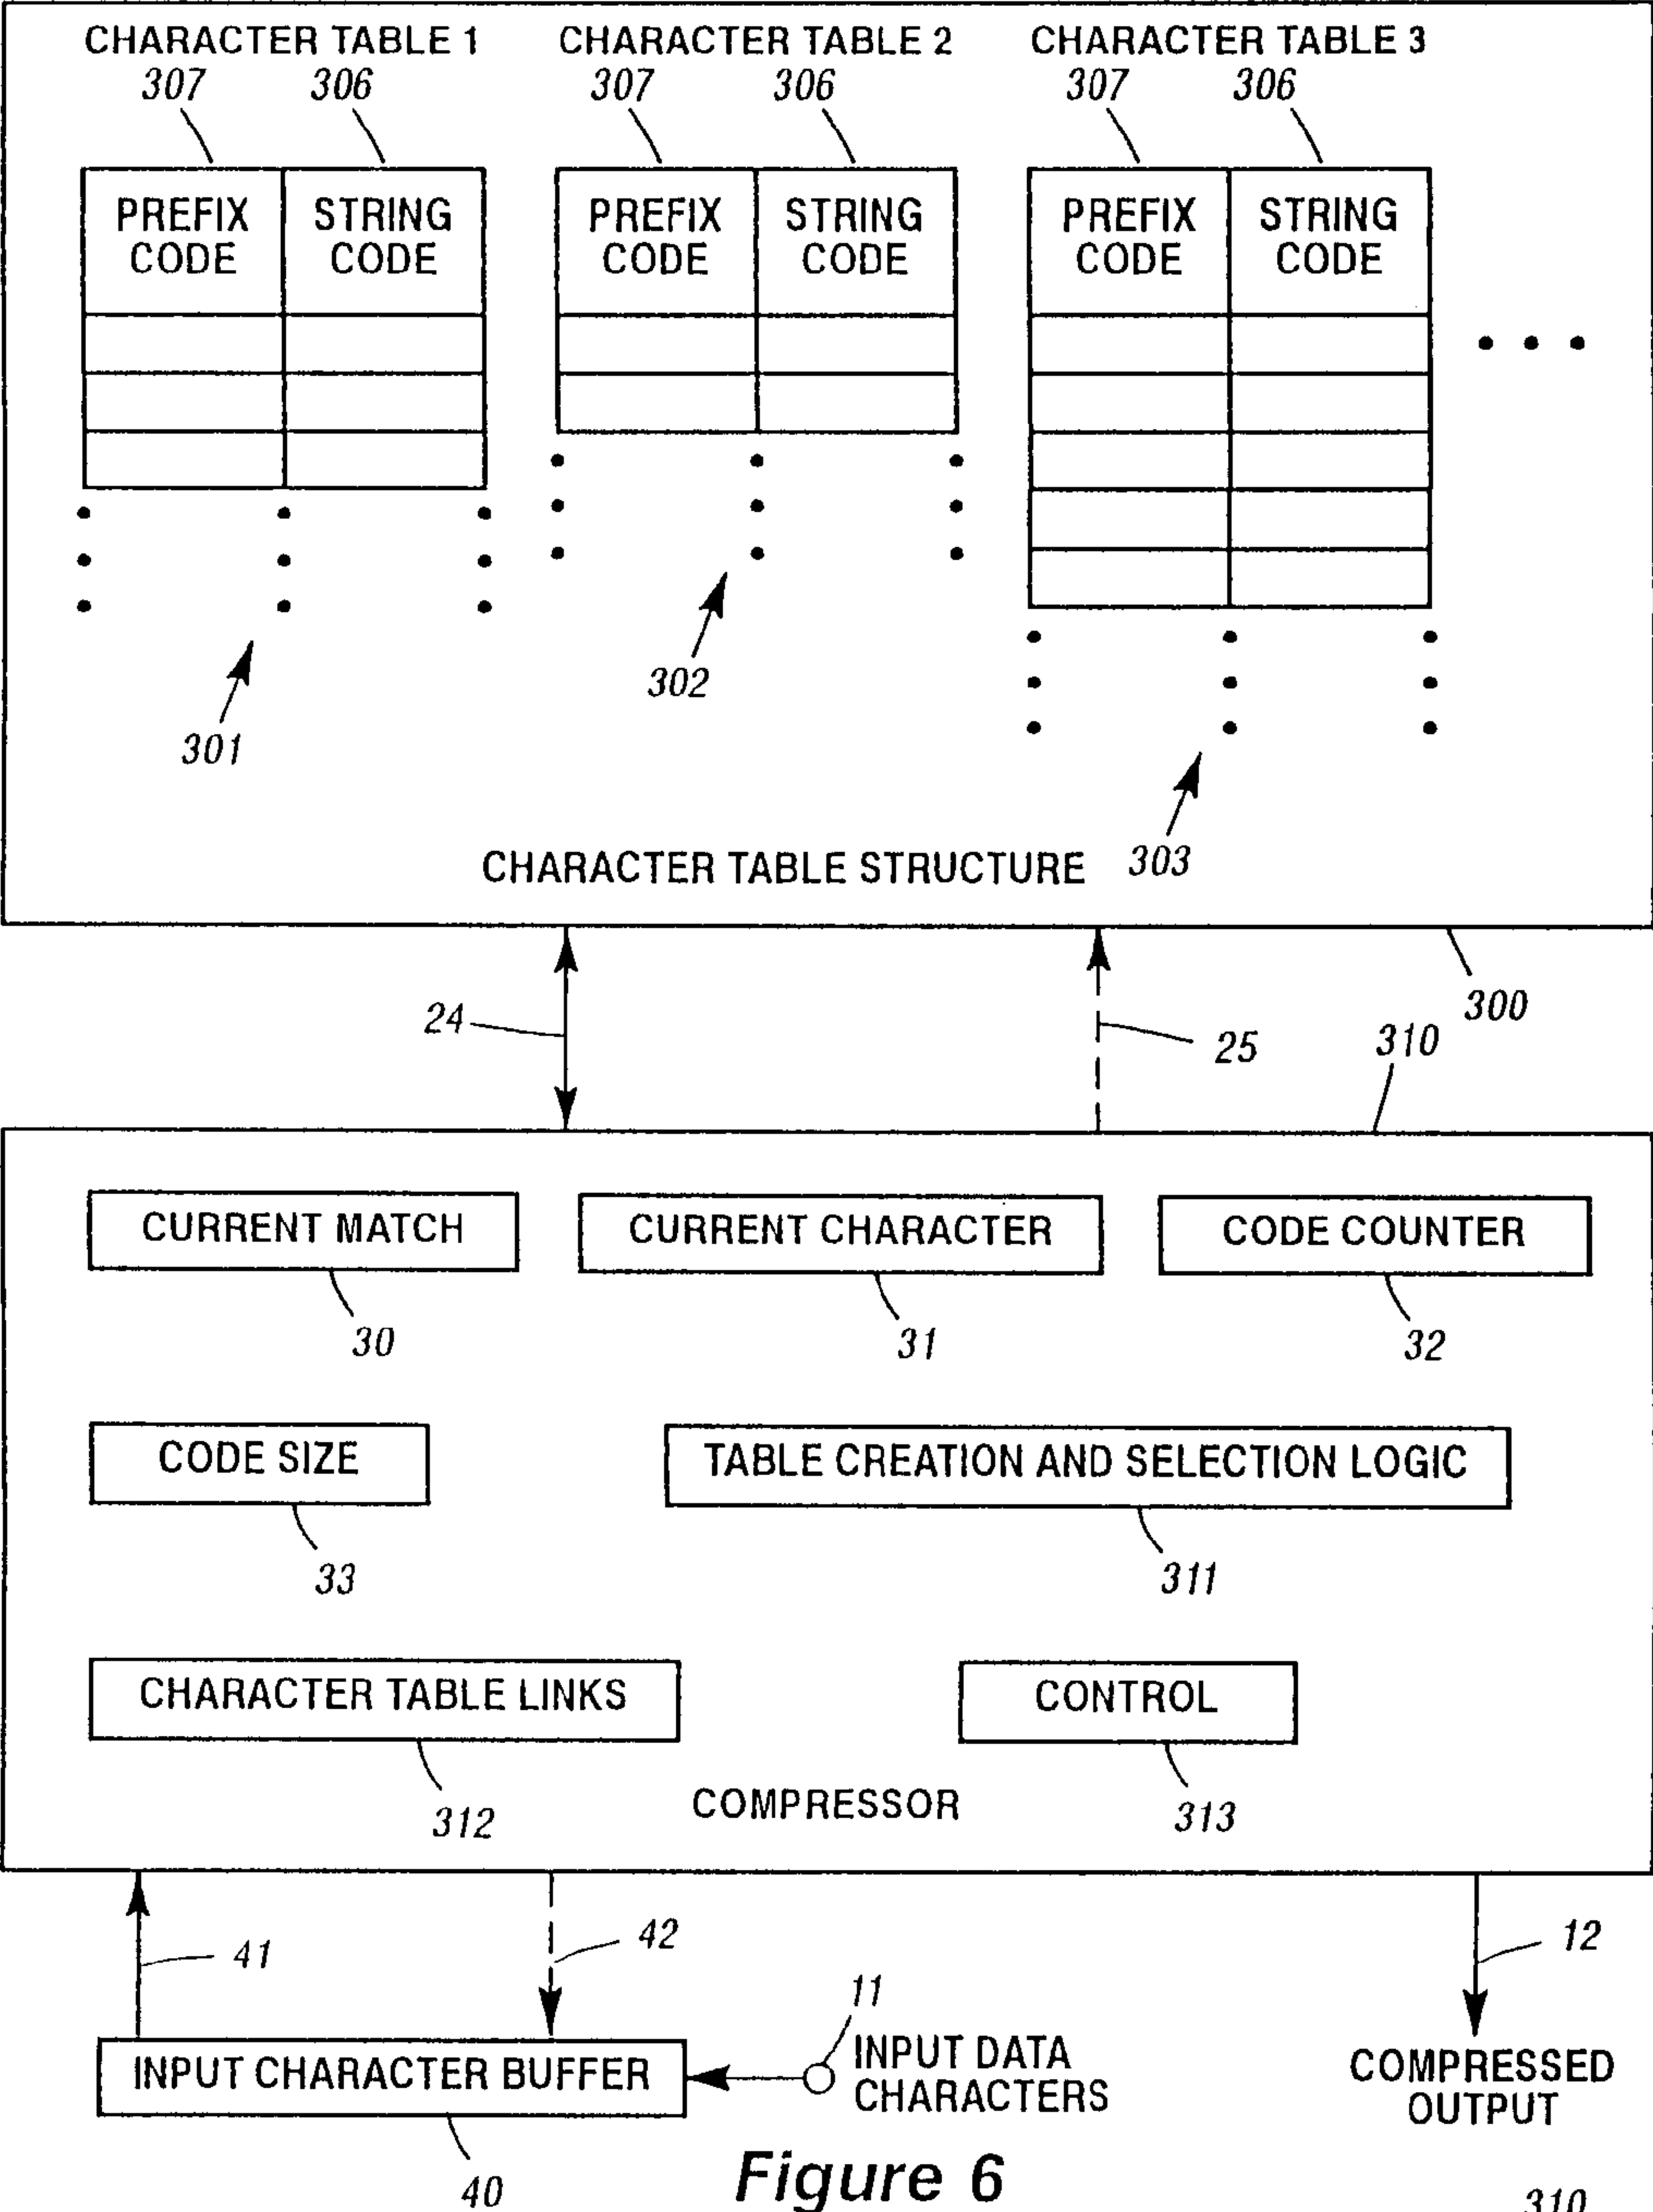 CHARACTER TABLE 1 CHARACTER TABLE 2 CHARACTER TABLE 3
307 306 307 306 307 306
PREFIX CODE STRING CODE PREFIX CODE STRING CODE PREFIX CODE STRING CODE
301
302
303
CHARACTER TABLE STRUCTURE
300
24
25
310
CURRENT MATCH CURRENT CHARACTER CODE COUNTER
30 31 32
CODE SIZE TABLE CREATION AND SELECTION LOGIC
33 311
CHARACTER TABLE LINKS CONTROL
312 313
COMPRESSOR
41
42
12
11
INPUT CHARACTER BUFFER
INPUT DATA
CHARACTERS
COMPRESSED
OUTPUT
40
Figure 6
310